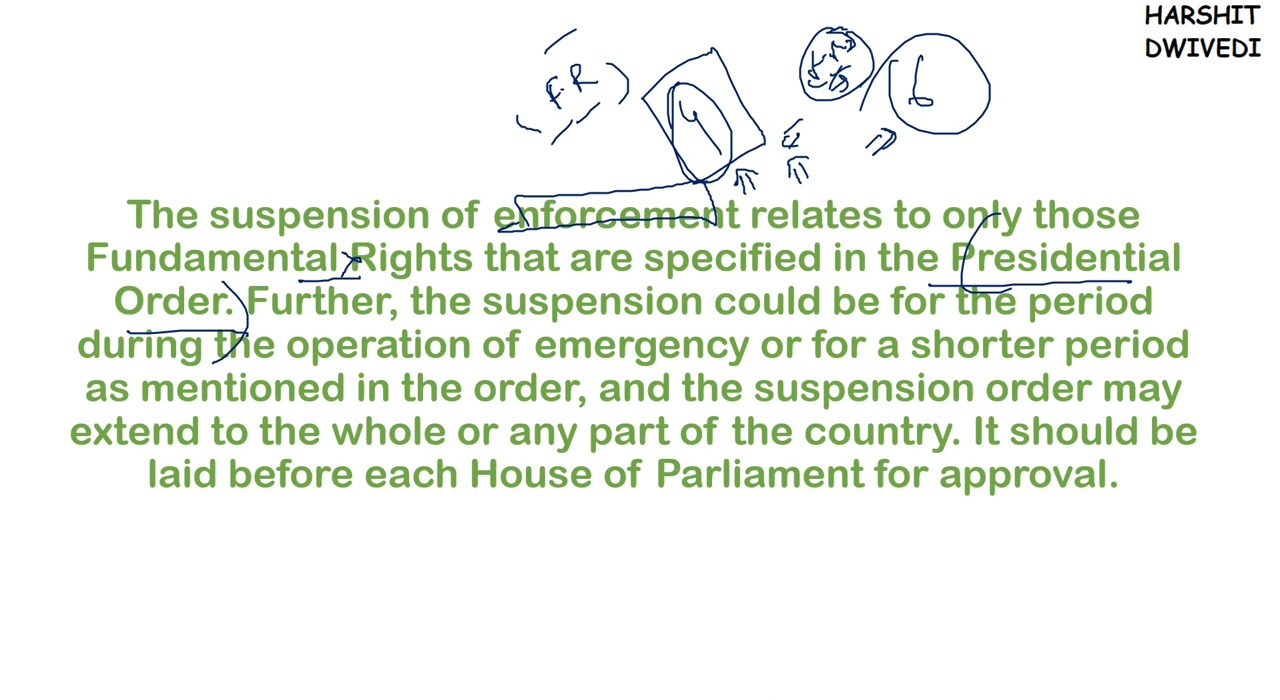 HARSHIT
DWIVEDI
F.R
6
The suspension of enforcement relates to only those
Fundamental Rights that are specified in the Presidential
Order. Further, the suspension could be for the period
during the operation of emergency or for a shorter period
as mentioned in the order, and the suspension order may
extend to the whole or any part of the country. It should be
laid before each House of Parliament for approval.